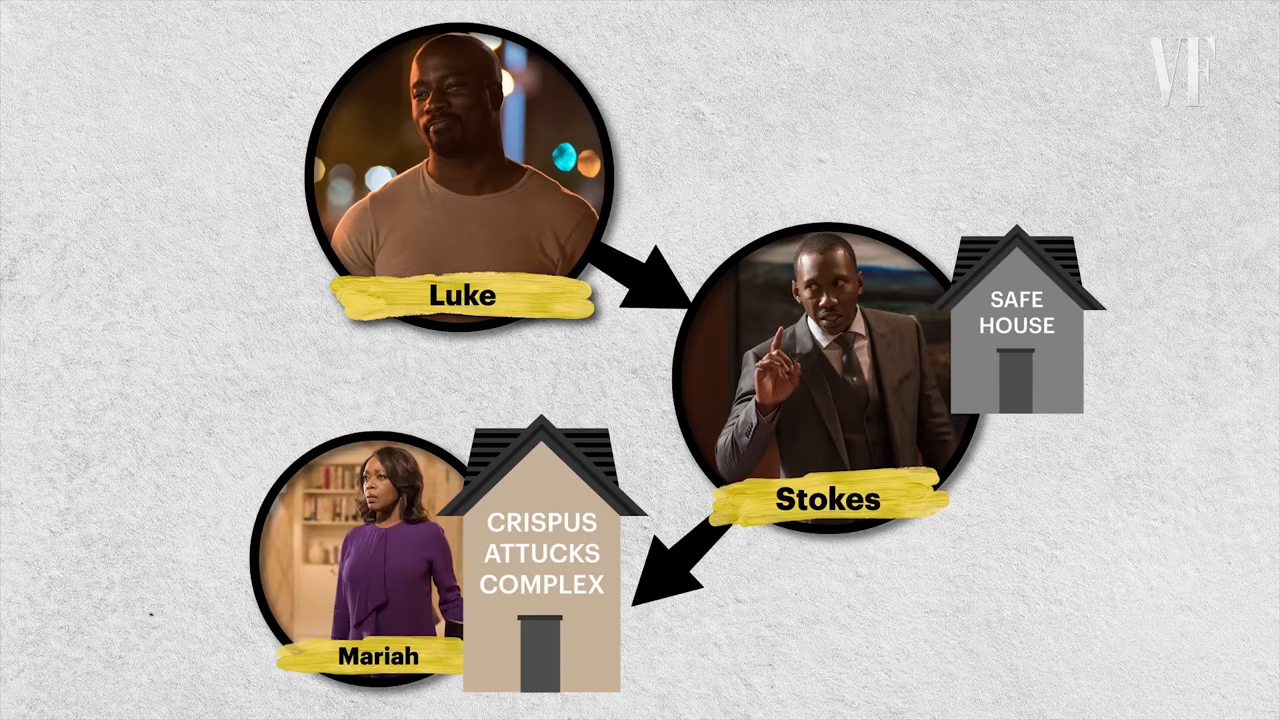 VF
Luke
SAFE
HOUSE
Stokes
CRISPUS
ATTUCKS
COMPLEX
Mariah